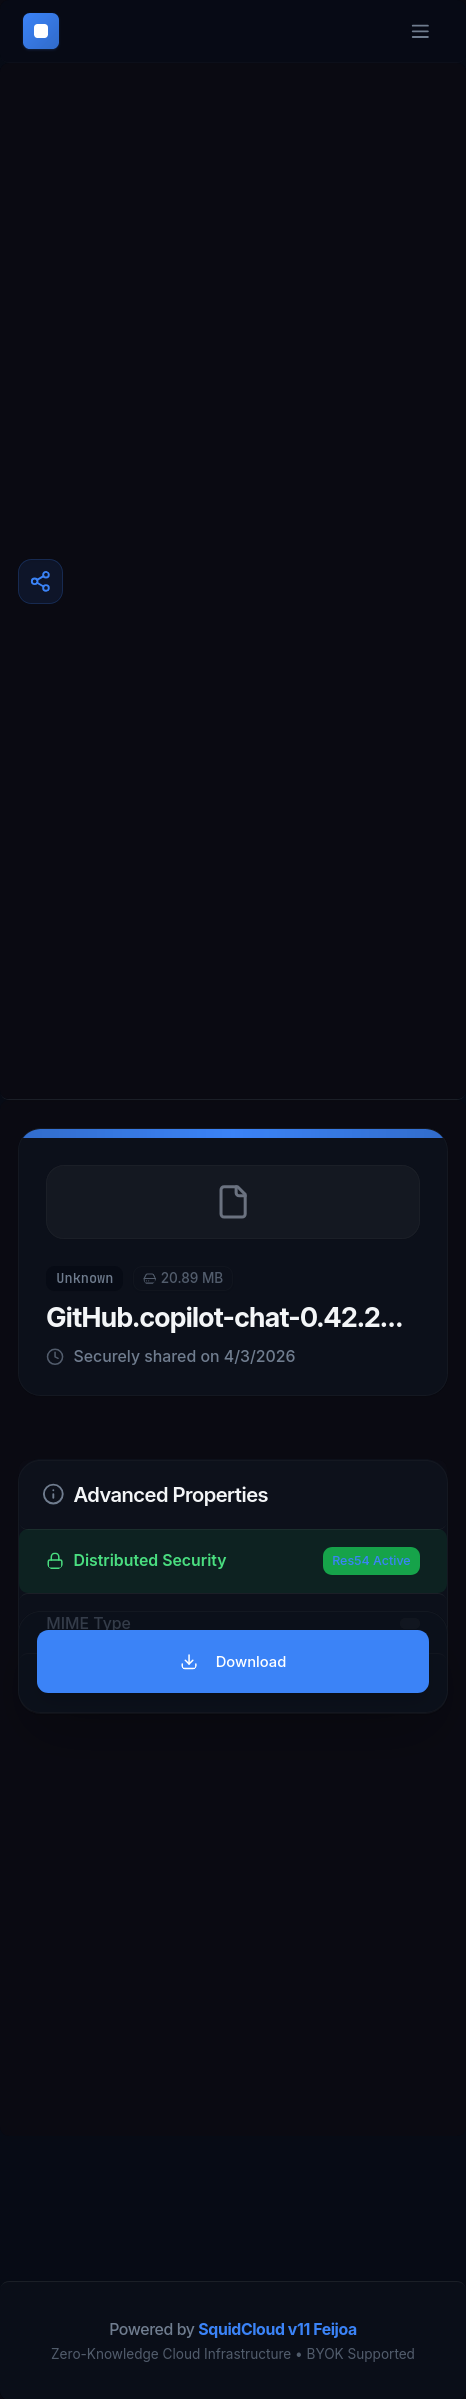 Unknown
20.89 MB
GitHub.copilot-chat-0.42.2...
Securely shared on 4/3/2026
Advanced Properties
Distributed Security
Res54 Active
MIME Type
Download
Powered by SquidCloud v11 Feijoa
Zero-Knowledge Cloud Infrastructure • BYOK Supported